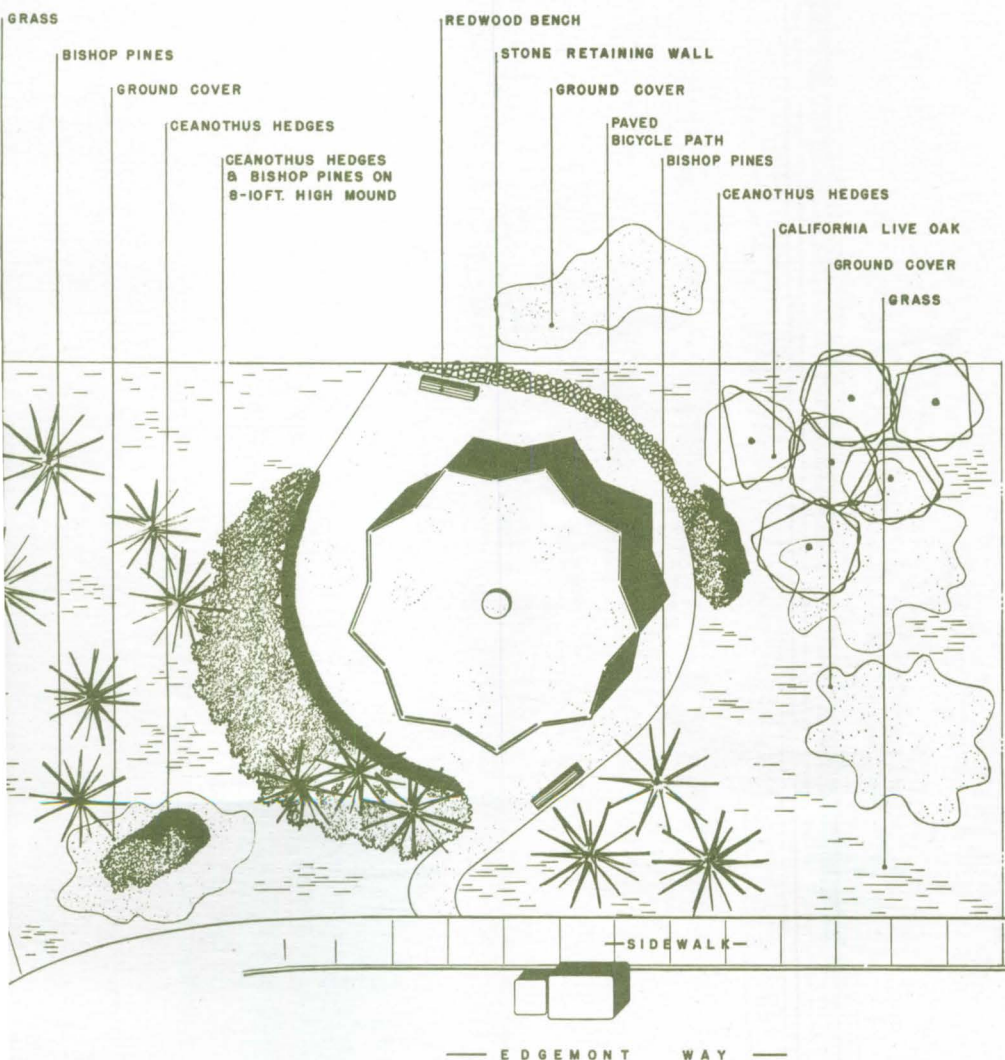 GRASS
BISHOP PINES
GROUND COVER
CEANOTHUS HEDGES
CEANOTHUS HEDGES
& BISHOP PINES ON
8-10FT. HIGH MOUND
REDWOOD BENCH
STONE RETAINING WALL
GROUND COVER
PAVED
BICYCLE PATH
BISHOP PINES
CEANOTHUS HEDGES
CALIFORNIA LIVE OAK
GROUND COVER
GRASS
—SIDEWALK—
— EDGEMONT WAY —